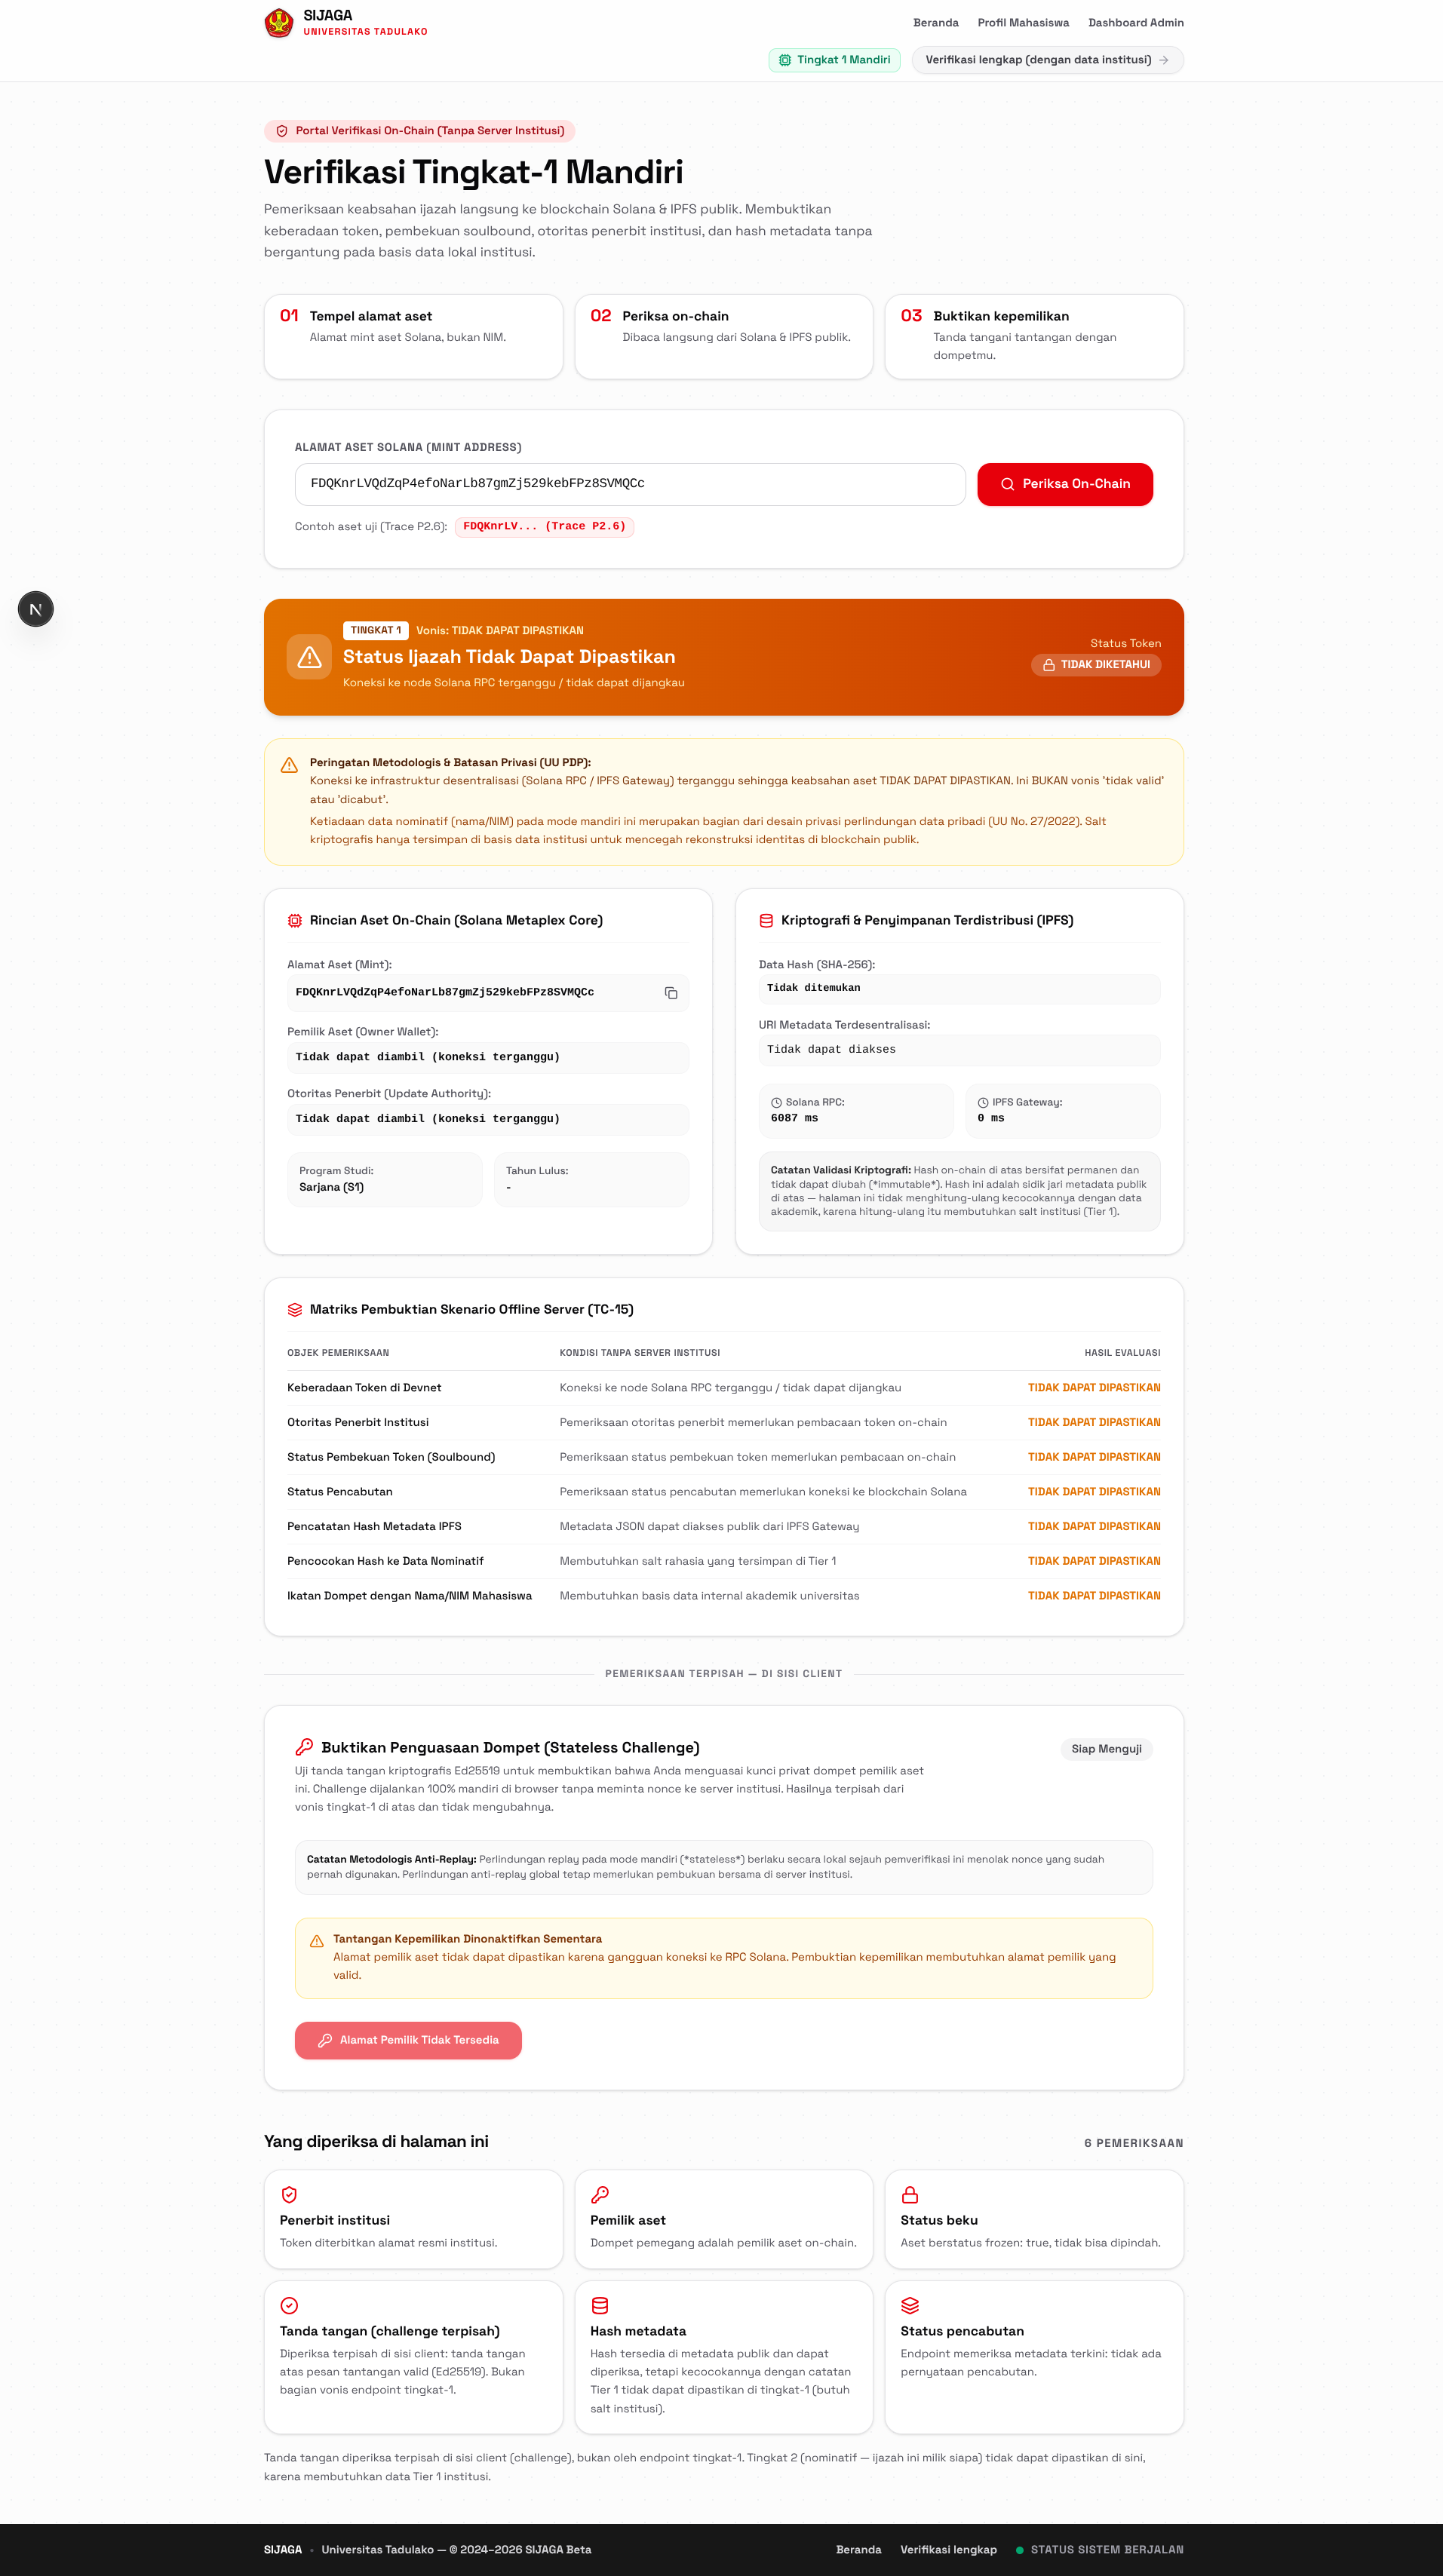 SIJAGA
UNIVERSITAS TADULAKO
Beranda Profil Mahasiswa Dashboard Admin
Tingkat 1 Mandiri Verifikasi lengkap (dengan data institusi)
Portal Verifikasi On-Chain (Tanpa Server Institusi)
Verifikasi Tingkat-1 Mandiri
Pemeriksaan keabsahan ijazah langsung ke blockchain Solana & IPFS publik. Membuktikan
keberadaan token, pembekuan soulbound, otoritas penerbit institusi, dan hash metadata tanpa
bergantung pada basis data lokal institusi.
01 Tempel alamat aset
Alamat mint aset Solana, bukan NIM.
02 Periksa on-chain
Dibaca langsung dari Solana & IPFS publik.
03 Buktikan kepemilikan
Tanda tangani tantangan dengan
dompetmu.
ALAMAT ASET SOLANA (MINT ADDRESS)
FDQKnrLVQdZqP4efoNarLb87gmZj529kebFPz8SVMQCc
Periksa On-Chain
Contoh aset uji (Trace P2.6): FDQKnrLV... (Trace P2.6)
N
TINGKAT 1 Vonis: TIDAK DAPAT DIPASTIKAN
Status Ijazah Tidak Dapat Dipastikan
Koneksi ke node Solana RPC terganggu / tidak dapat dijangkau
Status Token
TIDAK DIKETAHUI
Peringatan Metodologis & Batasan Privasi (UU PDP):
Koneksi ke infrastruktur desentralisasi (Solana RPC / IPFS Gateway) terganggu sehingga keabsahan aset TIDAK DAPAT DIPASTIKAN. Ini BUKAN vonis 'tidak valid'
atau 'dicabut'.
Ketiadaan data nominatif (nama/NIM) pada mode mandiri ini merupakan bagian dari desain privasi perlindungan data pribadi (UU No. 27/2022). Salt
kriptografis hanya tersimpan di basis data institusi untuk mencegah rekonstruksi identitas di blockchain publik.
Rincian Aset On-Chain (Solana Metaplex Core)
Alamat Aset (Mint):
FDQKnrLVQdZqP4efoNarLb87gmZj529kebFPz8SVMQCc
Pemilik Aset (Owner Wallet):
Tidak dapat diambil (koneksi terganggu)
Otoritas Penerbit (Update Authority):
Tidak dapat diambil (koneksi terganggu)
Program Studi:
Sarjana (S1)
Tahun Lulus:
-
Kriptografi & Penyimpanan Terdistribusi (IPFS)
Data Hash (SHA-256):
Tidak ditemukan
URI Metadata Terdesentralisasi:
Tidak dapat diakses
Solana RPC:
6087 ms
IPFS Gateway:
0 ms
Catatan Validasi Kriptografi: Hash on-chain di atas bersifat permanen dan
tidak dapat diubah (*immutable*). Hash ini adalah sidik jari metadata publik
di atas — halaman ini tidak menghitung-ulang kecocokannya dengan data
akademik, karena hitung-ulang itu membutuhkan salt institusi (Tier 1).
Matriks Pembuktian Skenario Offline Server (TC-15)
OBJEK PEMERIKSAAN KONDISI TANPA SERVER INSTITUSI HASIL EVALUASI
Keberadaan Token di Devnet Koneksi ke node Solana RPC terganggu / tidak dapat dijangkau TIDAK DAPAT DIPASTIKAN
Otoritas Penerbit Institusi Pemeriksaan otoritas penerbit memerlukan pembacaan token on-chain TIDAK DAPAT DIPASTIKAN
Status Pembekuan Token (Soulbound) Pemeriksaan status pembekuan token memerlukan pembacaan on-chain TIDAK DAPAT DIPASTIKAN
Status Pencabutan Pemeriksaan status pencabutan memerlukan koneksi ke blockchain Solana TIDAK DAPAT DIPASTIKAN
Pencatatan Hash Metadata IPFS Metadata JSON dapat diakses publik dari IPFS Gateway TIDAK DAPAT DIPASTIKAN
Pencocokan Hash ke Data Nominatif Membutuhkan salt rahasia yang tersimpan di Tier 1 TIDAK DAPAT DIPASTIKAN
Ikatan Dompet dengan Nama/NIM Mahasiswa Membutuhkan basis data internal akademik universitas TIDAK DAPAT DIPASTIKAN
PEMERIKSAAN TERPISAH — DI SISI CLIENT
Buktikan Penguasaan Dompet (Stateless Challenge) Siap Menguji
Uji tanda tangan kriptografis Ed25519 untuk membuktikan bahwa Anda menguasai kunci privat dompet pemilik aset
ini. Challenge dijalankan 100% mandiri di browser tanpa meminta nonce ke server institusi. Hasilnya terpisah dari
vonis tingkat-1 di atas dan tidak mengubahnya.
Catatan Metodologis Anti-Replay: Perlindungan replay pada mode mandiri (*stateless*) berlaku secara lokal sejauh pemverifikasi ini menolak nonce yang sudah
pernah digunakan. Perlindungan anti-replay global tetap memerlukan pembukuan bersama di server institusi.
Tantangan Kepemilikan Dinonaktifkan Sementara
Alamat pemilik aset tidak dapat dipastikan karena gangguan koneksi ke RPC Solana. Pembuktian kepemilikan membutuhkan alamat pemilik yang
valid.
Alamat Pemilik Tidak Tersedia
Yang diperiksa di halaman ini 6 PEMERIKSAAN
Penerbit institusi
Token diterbitkan alamat resmi institusi.
Pemilik aset
Dompet pemegang adalah pemilik aset on-chain.
Status beku
Aset berstatus frozen: true, tidak bisa dipindah.
Tanda tangan (challenge terpisah)
Diperiksa terpisah di sisi client: tanda tangan
atas pesan tantangan valid (Ed25519). Bukan
bagian vonis endpoint tingkat-1.
Hash metadata
Hash tersedia di metadata publik dan dapat
diperiksa, tetapi kecocokannya dengan catatan
Tier 1 tidak dapat dipastikan di tingkat-1 (butuh
salt institusi).
Status pencabutan
Endpoint memeriksa metadata terkini: tidak ada
pernyataan pencabutan.
Tanda tangan diperiksa terpisah di sisi client (challenge), bukan oleh endpoint tingkat-1. Tingkat 2 (nominatif — ijazah ini milik siapa) tidak dapat dipastikan di sini,
karena membutuhkan data Tier 1 institusi.
SIJAGA • Universitas Tadulako — © 2024–2026 SIJAGA Beta Beranda Verifikasi lengkap STATUS SISTEM BERJALAN